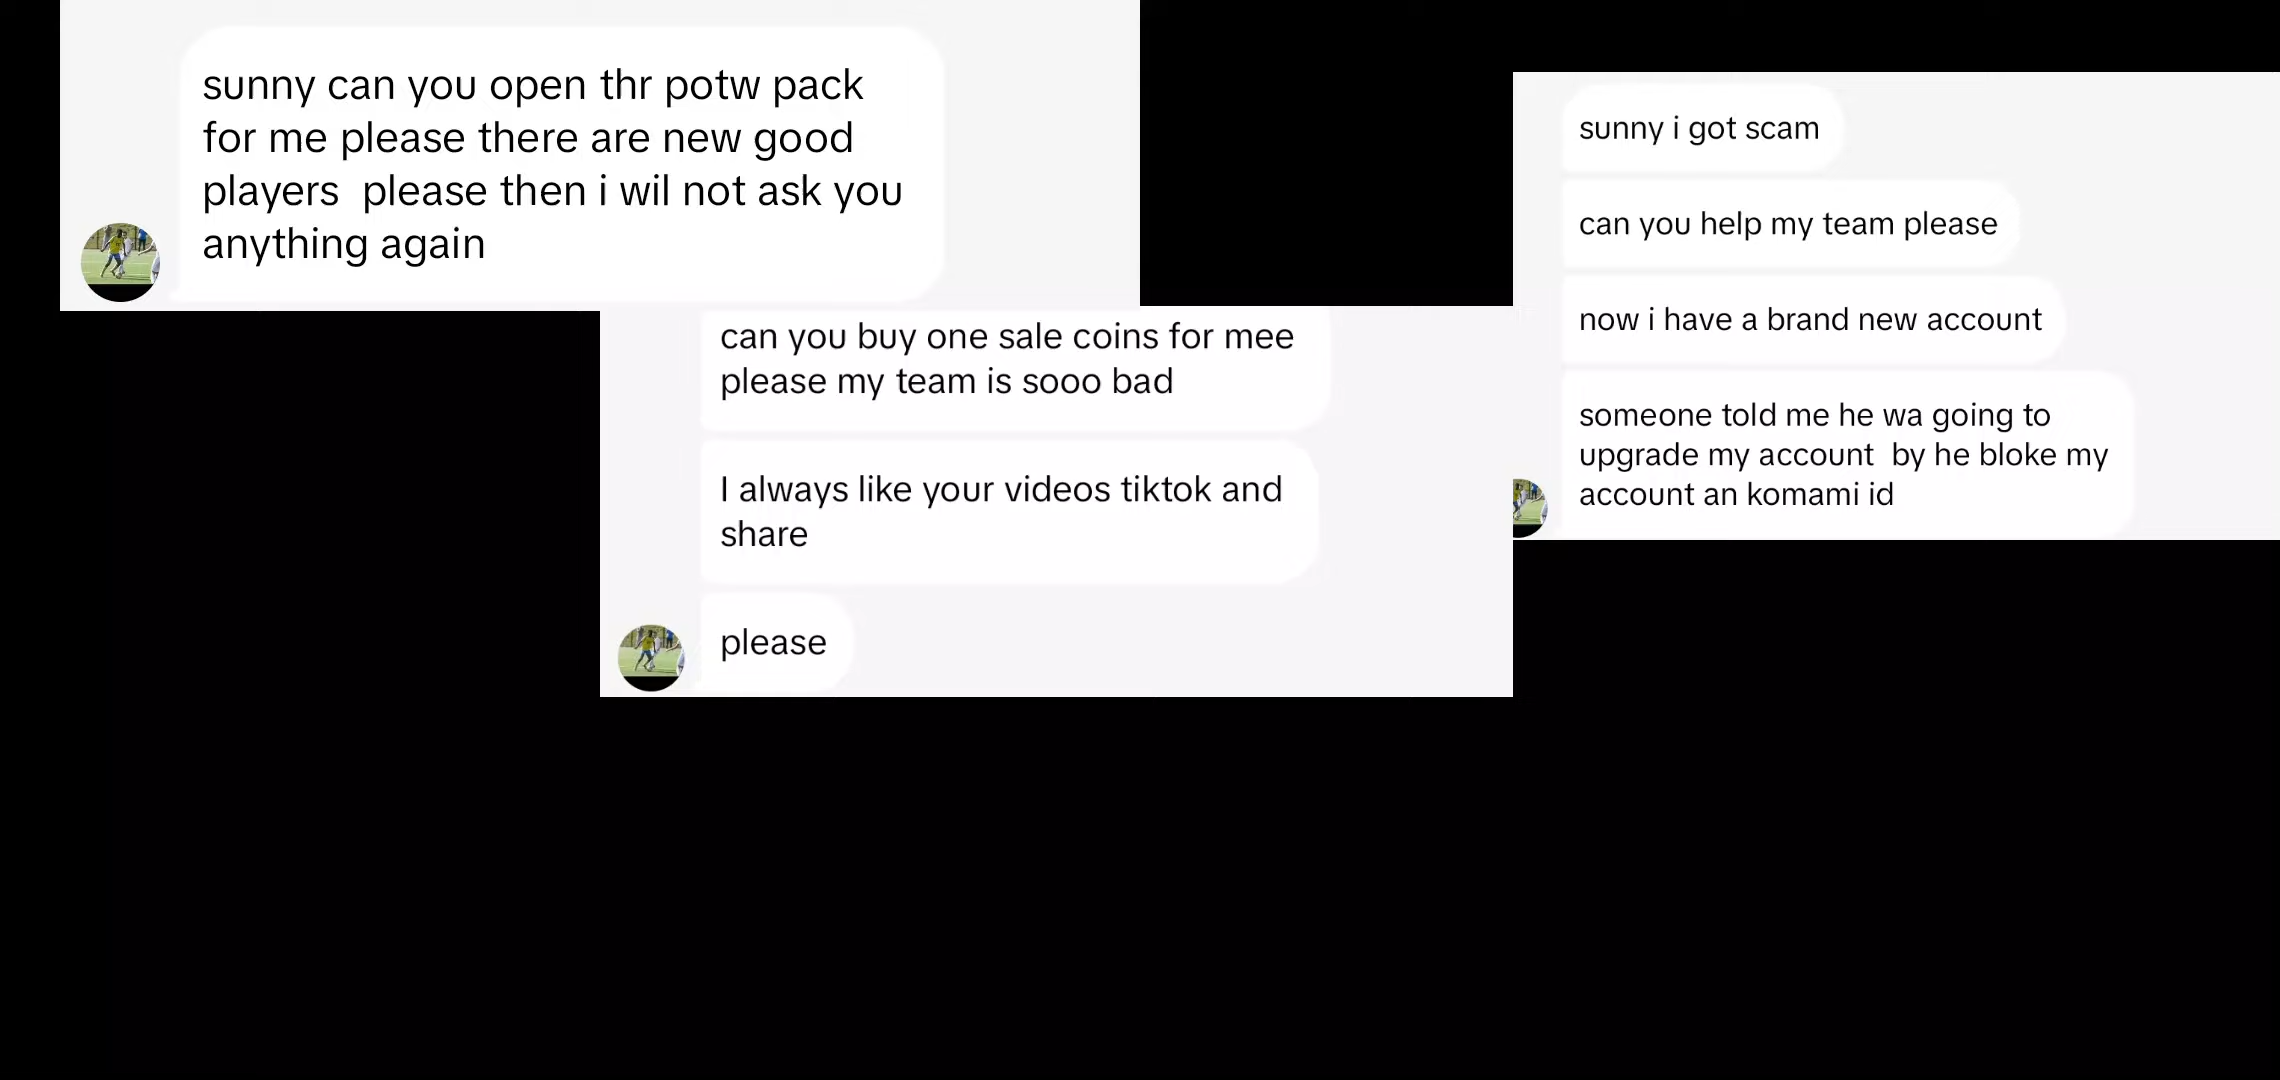 sunny can you open thr potw pack
for me please there are new good
players  please then i wil not ask you
anything again
can you buy one sale coins for mee
please my team is sooo bad
I always like your videos tiktok and
share
please
sunny i got scam
can you help my team please
now i have a brand new account
someone told me he wa going to
upgrade my account  by he bloke my
account an komami id